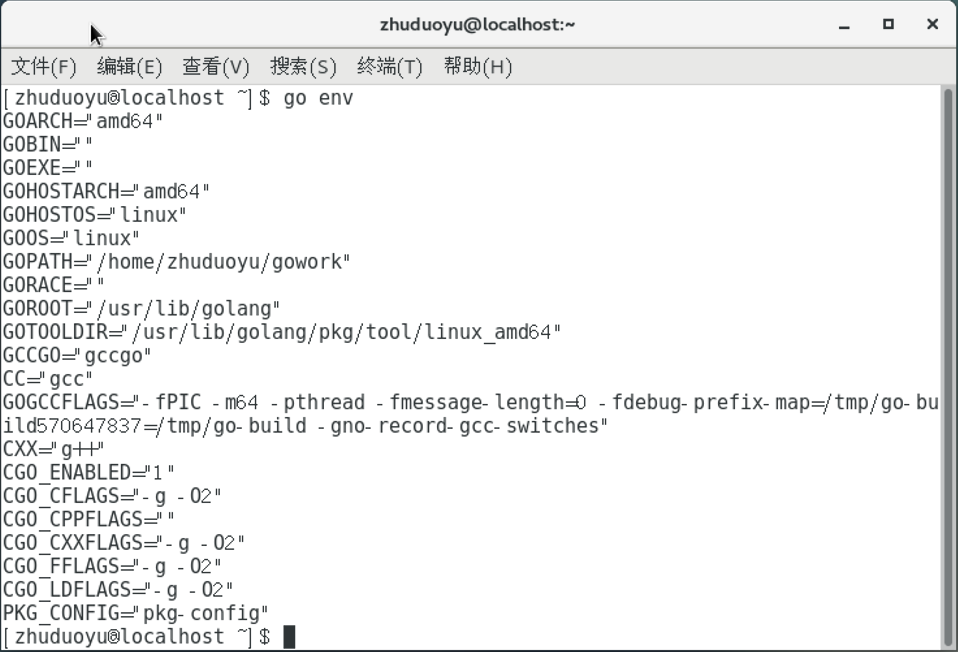 zhuduoyu@localhost:~
文件(F) 编辑(E) 查看(V) 搜索(S) 终端(T) 帮助(H)
[zhuduoyu@localhost ~]$ go env
GOARCH="amd64"
GOBIN=""
GOEXE=""
GOHOSTARCH="amd64"
GOHOSTOS="linux"
GOOS="linux"
GOPATH="/home/zhuduoyu/gowork"
GORACE=""
GOROOT="/usr/lib/golang"
GOTOOLDIR="/usr/lib/golang/pkg/tool/linux_amd64"
GCCGO="gccgo"
CC="gcc"
GOGCCFLAGS="-fPIC -m64 -pthread -fmessage-length=0 -fdebug-prefix-map=/tmp/go-bu
ild570647837=/tmp/go-build -gno-record-gcc-switches"
CXX="g++"
CGO_ENABLED="1"
CGO_CFLAGS="-g -O2"
CGO_CPPFLAGS=""
CGO_CXXFLAGS="-g -O2"
CGO_FFLAGS="-g -O2"
CGO_LDFLAGS="-g -O2"
PKG_CONFIG="pkg-config"
[zhuduoyu@localhost ~]$